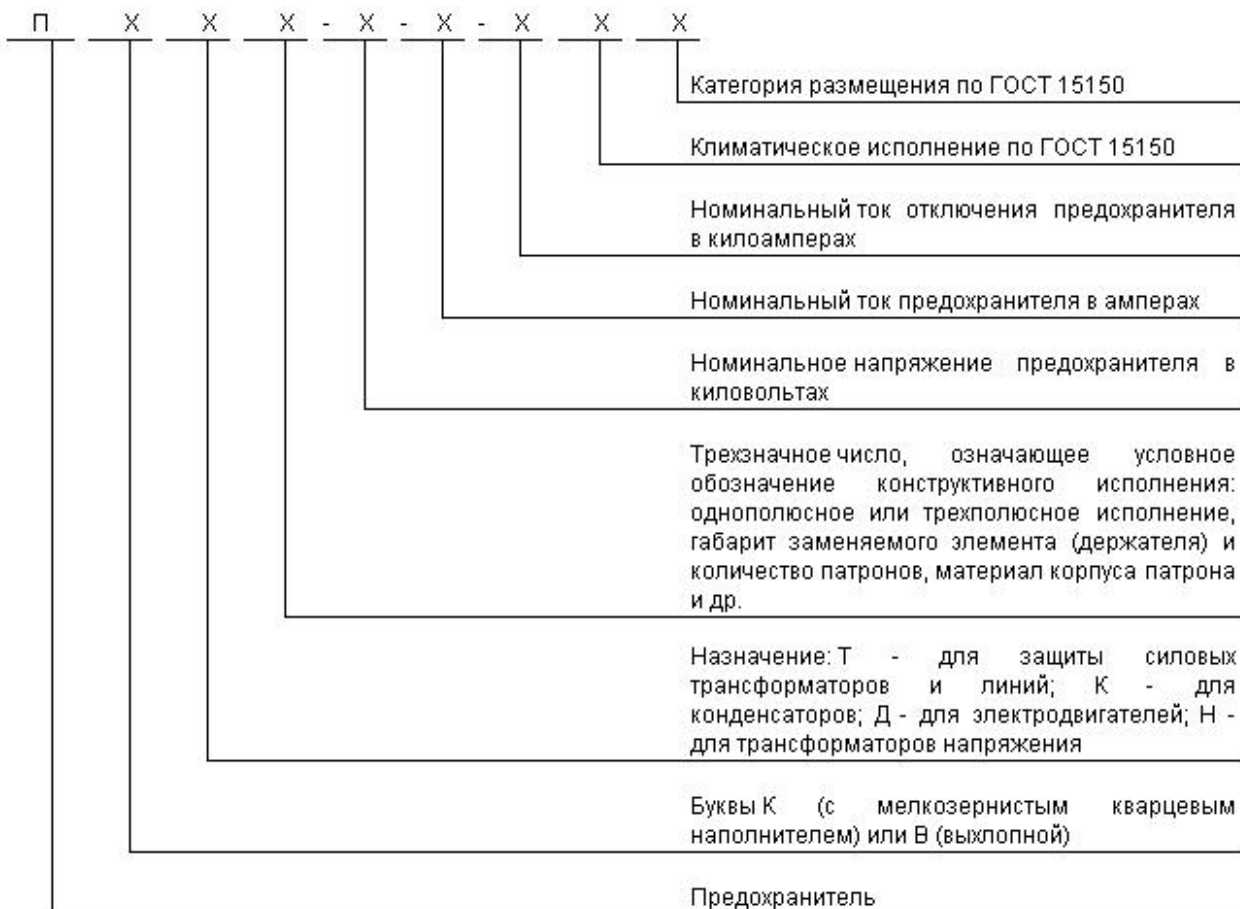 П Х Х Х - Х - Х - Х Х Х
Категория размещения по ГОСТ 15150
Климатическое исполнение по ГОСТ 15150
Номинальный ток отключения предохранителя
в килоамперах
Номинальный ток предохранителя в амперах
Номинальное напряжение предохранителя в
киловольтах
Трехзначное число, означающее условное
обозначение конструктивного исполнения:
однополюсное или трехполюсное исполнение,
габарит заменяемого элемента (держателя) и
количество патронов, материал корпуса патрона
и др.
Назначение: Т - для защиты силовых
трансформаторов и линий; К - для
конденсаторов; Д - для электродвигателей; Н -
для трансформаторов напряжения
Буквы К (с мелкозернистым кварцевым
наполнителем) или В (выхлопной)
Предохранитель